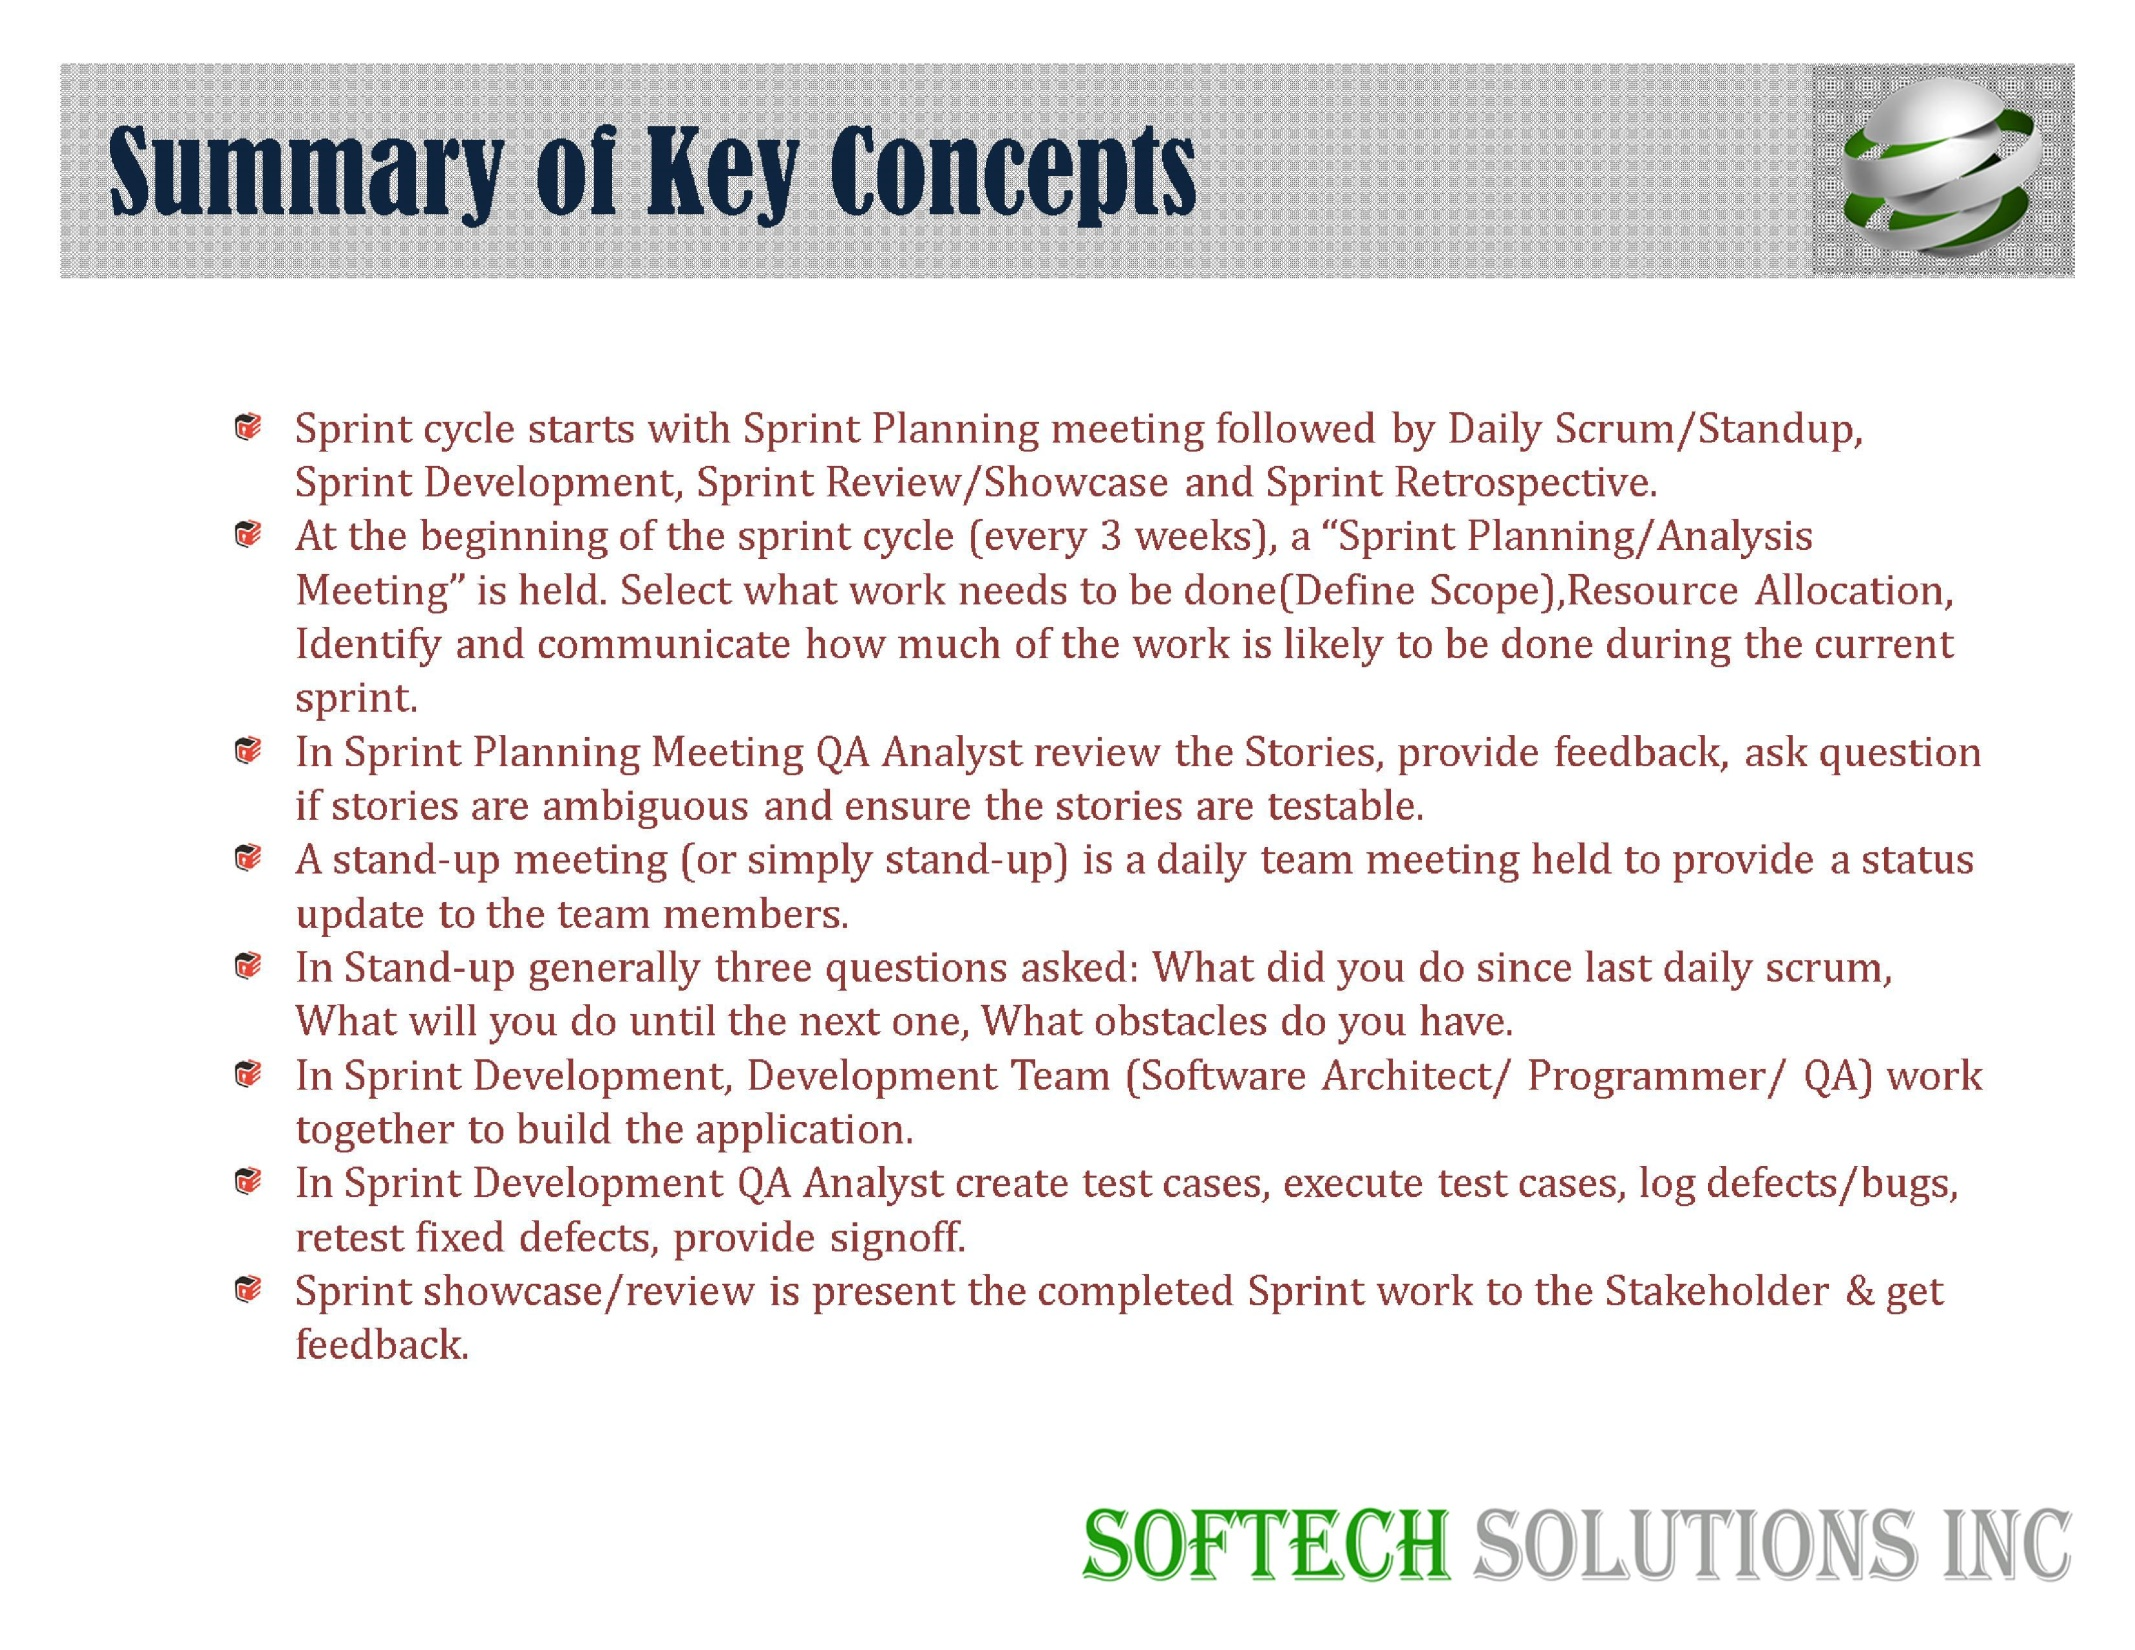 Summary of Key Concepts
Sprint cycle starts with Sprint Planning meeting followed by Daily Scrum/Standup,
Sprint Development, Sprint Review/Showcase and Sprint Retrospective.
At the beginning of the sprint cycle (every 3 weeks), a “Sprint Planning/Analysis
Meeting” is held. Select what work needs to be done(Define Scope),Resource Allocation,
Identify and communicate how much of the work is likely to be done during the current
sprint.
In Sprint Planning Meeting QA Analyst review the Stories, provide feedback, ask question
if stories are ambiguous and ensure the stories are testable.
A stand-up meeting (or simply stand-up) is a daily team meeting held to provide a status
update to the team members.
In Stand-up generally three questions asked: What did you do since last daily scrum,
What will you do until the next one, What obstacles do you have.
In Sprint Development, Development Team (Software Architect/ Programmer/ QA) work
together to build the application.
In Sprint Development QA Analyst create test cases, execute test cases, log defects/bugs,
retest fixed defects, provide signoff.
Sprint showcase/review is present the completed Sprint work to the Stakeholder & get
feedback.
SOFTECH SOLUTIONS INC